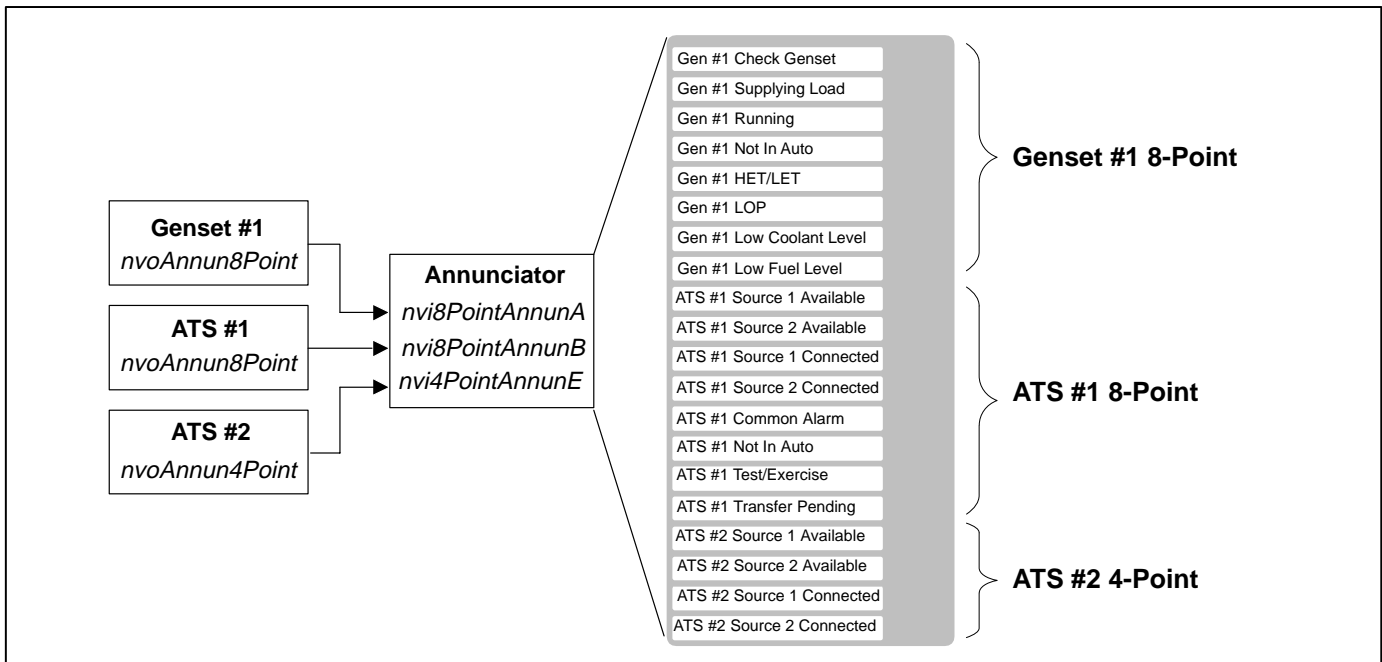 Genset #1
nvoAnnun8Point
ATS #1
nvoAnnun8Point
ATS #2
nvoAnnun4Point
Annunciator
nvi8PointAnnunA
nvi8PointAnnunB
nvi4PointAnnunE
Gen #1 Check Genset
Gen #1 Supplying Load
Gen #1 Running
Gen #1 Not In Auto
Gen #1 HET/LET
Gen #1 LOP
Gen #1 Low Coolant Level
Gen #1 Low Fuel Level
ATS #1 Source 1 Available
ATS #1 Source 2 Available
ATS #1 Source 1 Connected
ATS #1 Source 2 Connected
ATS #1 Common Alarm
ATS #1 Not In Auto
ATS #1 Test/Exercise
ATS #1 Transfer Pending
ATS #2 Source 1 Available
ATS #2 Source 2 Available
ATS #2 Source 1 Connected
ATS #2 Source 2 Connected
Genset #1 8-Point
ATS #1 8-Point
ATS #2 4-Point